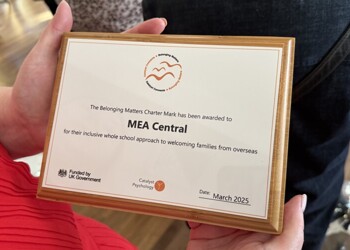 The Belonging Matters Charter Mark has been awarded to
MEA Central
for their inclusive whole school approach to welcoming families from overseas
Funded by
UK Government
Catalyst
Psychology
Date: March 2025